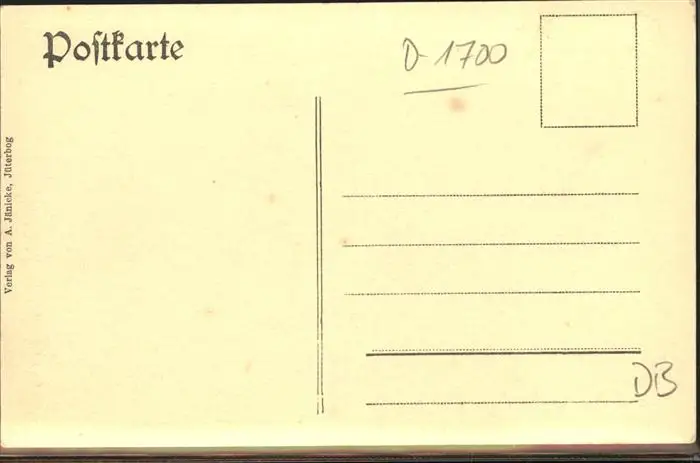 Poſtkarte
D-1700
Verlag von A. Jänicke, Jüterbog
DB